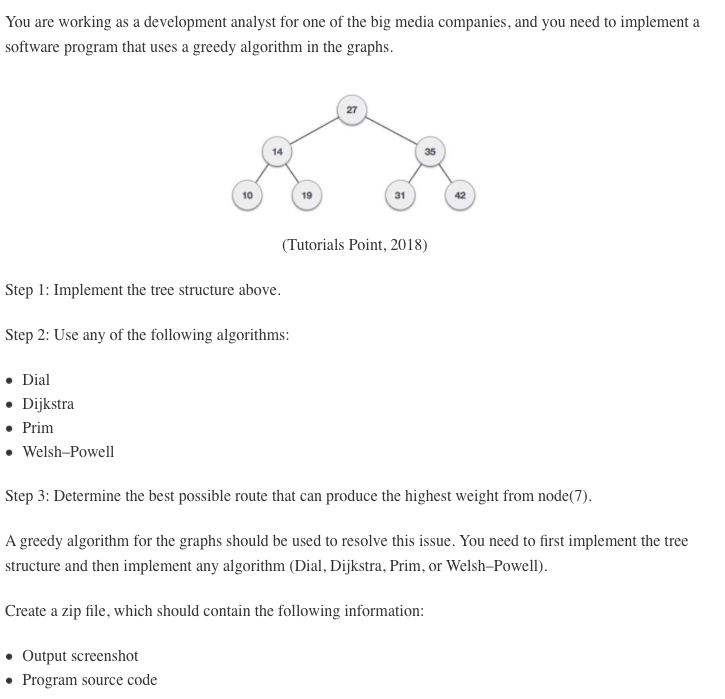 You are working as a development analyst for one of the big media companies, and you need to implement a
software program that uses a greedy algorithm in the graphs.
27
14 35
10 19 31 42
(Tutorials Point, 2018)
Step 1: Implement the tree structure above.
Step 2: Use any of the following algorithms:
• Dial
• Dijkstra
• Prim
• Welsh–Powell
Step 3: Determine the best possible route that can produce the highest weight from node(7).
A greedy algorithm for the graphs should be used to resolve this issue. You need to first implement the tree
structure and then implement any algorithm (Dial, Dijkstra, Prim, or Welsh–Powell).
Create a zip file, which should contain the following information:
• Output screenshot
• Program source code